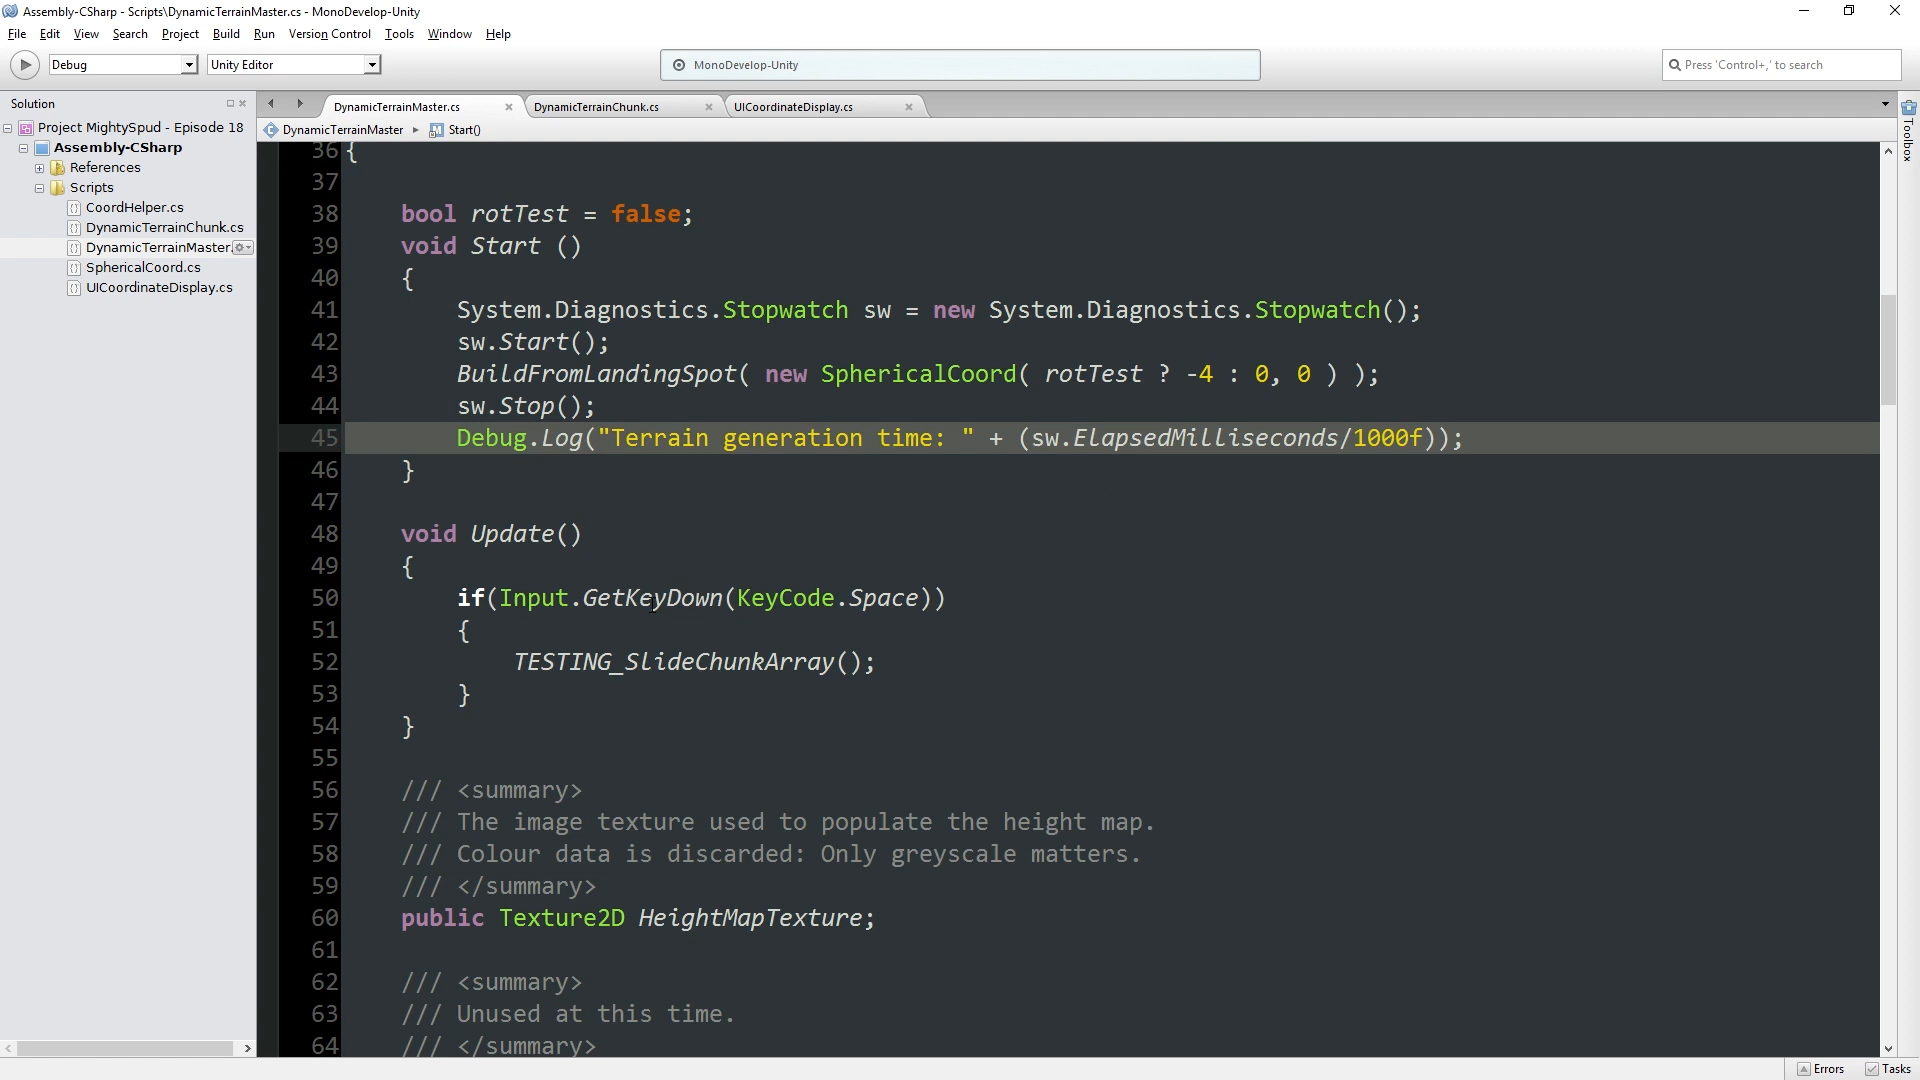 Assembly-CSharp - Scripts\DynamicTerrainMaster.cs - MonoDevelop-Unity
File Edit View Search Project Build Run Version Control Tools Window Help
Debug Unity Editor MonoDevelop-Unity Press 'Control+,' to search
Solution DynamicTerrainMaster.cs DynamicTerrainChunk.cs UICoordinateDisplay.cs
Project MightySpud - Episode 18
DynamicTerrainMaster Start()
Assembly-CSharp
References
Scripts
CoordHelper.cs
DynamicTerrainChunk.cs
DynamicTerrainMaster.
SphericalCoord.cs
UICoordinateDisplay.cs
Toolbox
36 {
37
38 bool rotTest = false;
39 void Start ()
40 {
41 System.Diagnostics.Stopwatch sw = new System.Diagnostics.Stopwatch();
42 sw.Start();
43 BuildFromLandingSpot( new SphericalCoord( rotTest ? -4 : 0, 0 ) );
44 sw.Stop();
45 Debug.Log("Terrain generation time: " + (sw.ElapsedMilliseconds/1000f));
46 }
47
48 void Update()
49 {
50 if(Input.GetKeyDown(KeyCode.Space))
51 {
52 TESTING_SlideChunkArray();
53 }
54 }
55
56 /// <summary>
57 /// The image texture used to populate the height map.
58 /// Colour data is discarded: Only greyscale matters.
59 /// </summary>
60 public Texture2D HeightMapTexture;
61
62 /// <summary>
63 /// Unused at this time.
64 /// </summary>
Errors Tasks